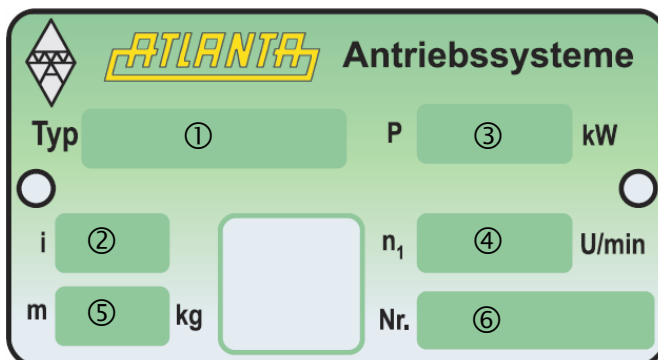 ATLANTA Antriebssysteme
Typ ① P ③ kW
i ② n₁ ④ U/min
m ⑤ kg Nr. ⑥